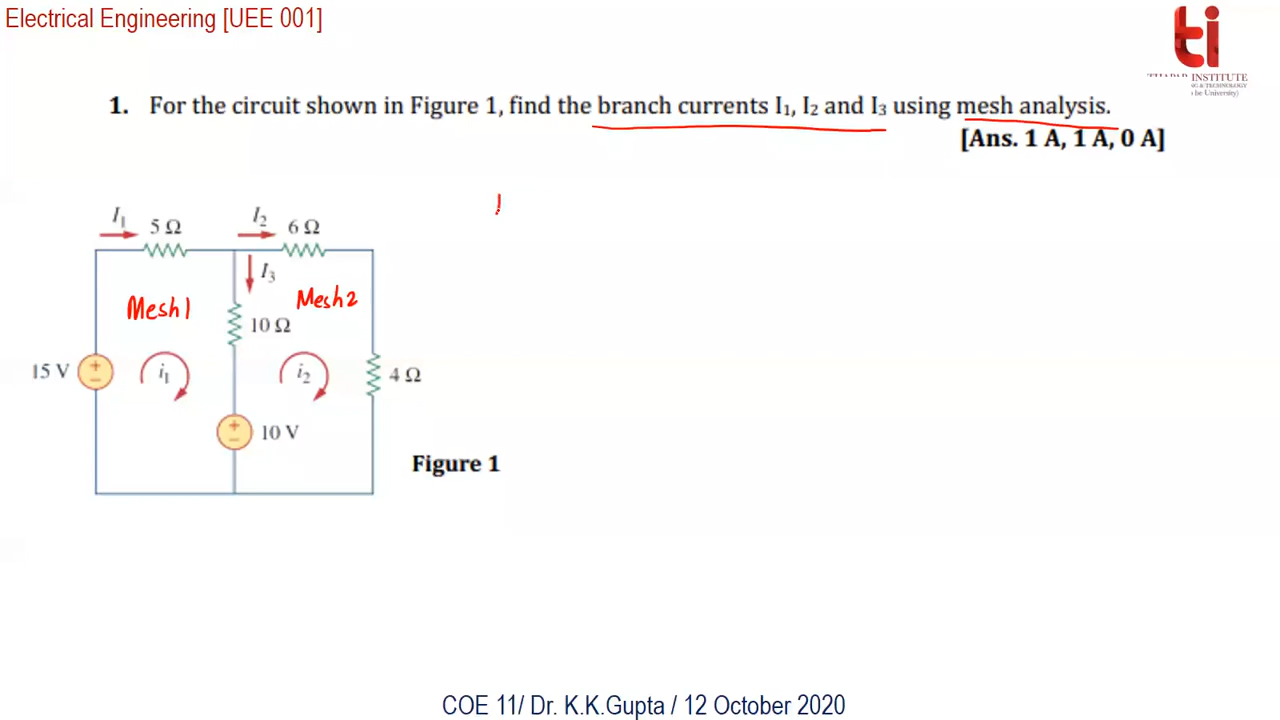 Electrical Engineering [UEE 001]
ti
INSTITUTE
1. For the circuit shown in Figure 1, find the branch currents I₁, I₂ and I₃ using mesh analysis.
[Ans. 1 A, 1 A, 0 A]
I₁ 5 Ω I₂ 6 Ω
I₃
Mesh1 Mesh2
10 Ω
15 V + − i₁ i₂ 4 Ω
+ − 10 V
Figure 1
COE 11/ Dr. K.K.Gupta / 12 October 2020